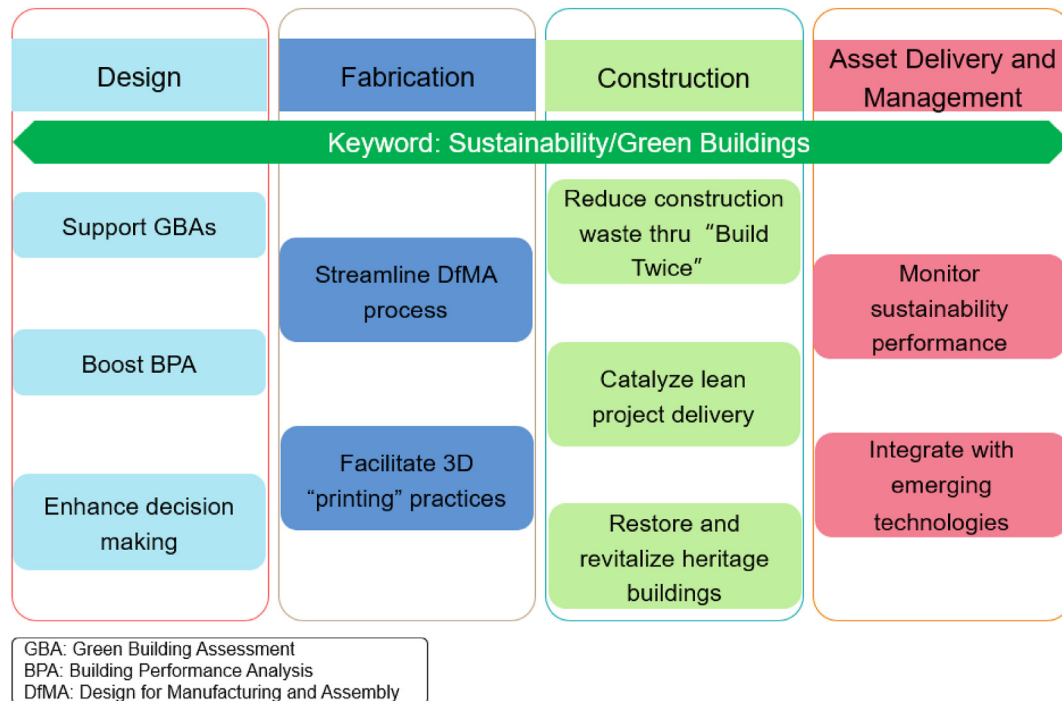 Design
Fabrication
Construction
Asset Delivery and
Management
Keyword: Sustainability/Green Buildings
Support GBAs
Boost BPA
Enhance decision
making
Streamline DfMA
process
Facilitate 3D
“printing” practices
Reduce construction
waste thru “Build
Twice”
Catalyze lean
project delivery
Restore and
revitalize heritage
buildings
Monitor
sustainability
performance
Integrate with
emerging
technologies
GBA: Green Building Assessment
BPA: Building Performance Analysis
DfMA: Design for Manufacturing and Assembly